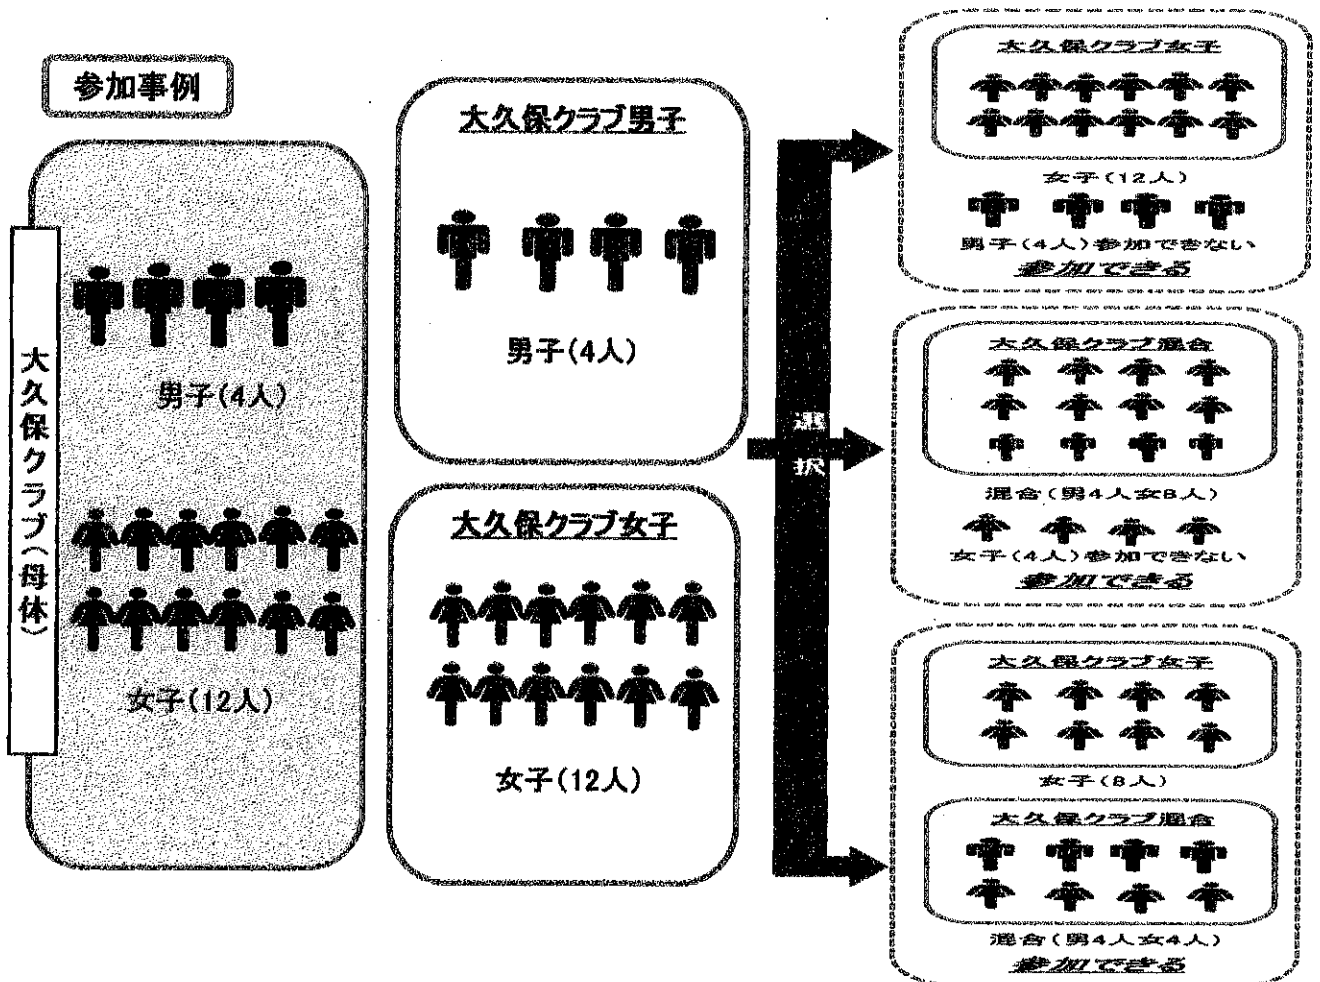 参加事例
大久保クラブ(母体)
男子(4人)
女子(12人)
大久保クラブ男子
男子(4人)
大久保クラブ女子
女子(12人)
選択
大久保クラブ女子
女子(12人)
男子(4人)参加できない
参加できる
大久保クラブ混合
混合(男4人女8人)
女子(4人)参加できない
参加できる
大久保クラブ女子
女子(8人)
大久保クラブ混合
混合(男4人女4人)
参加できる